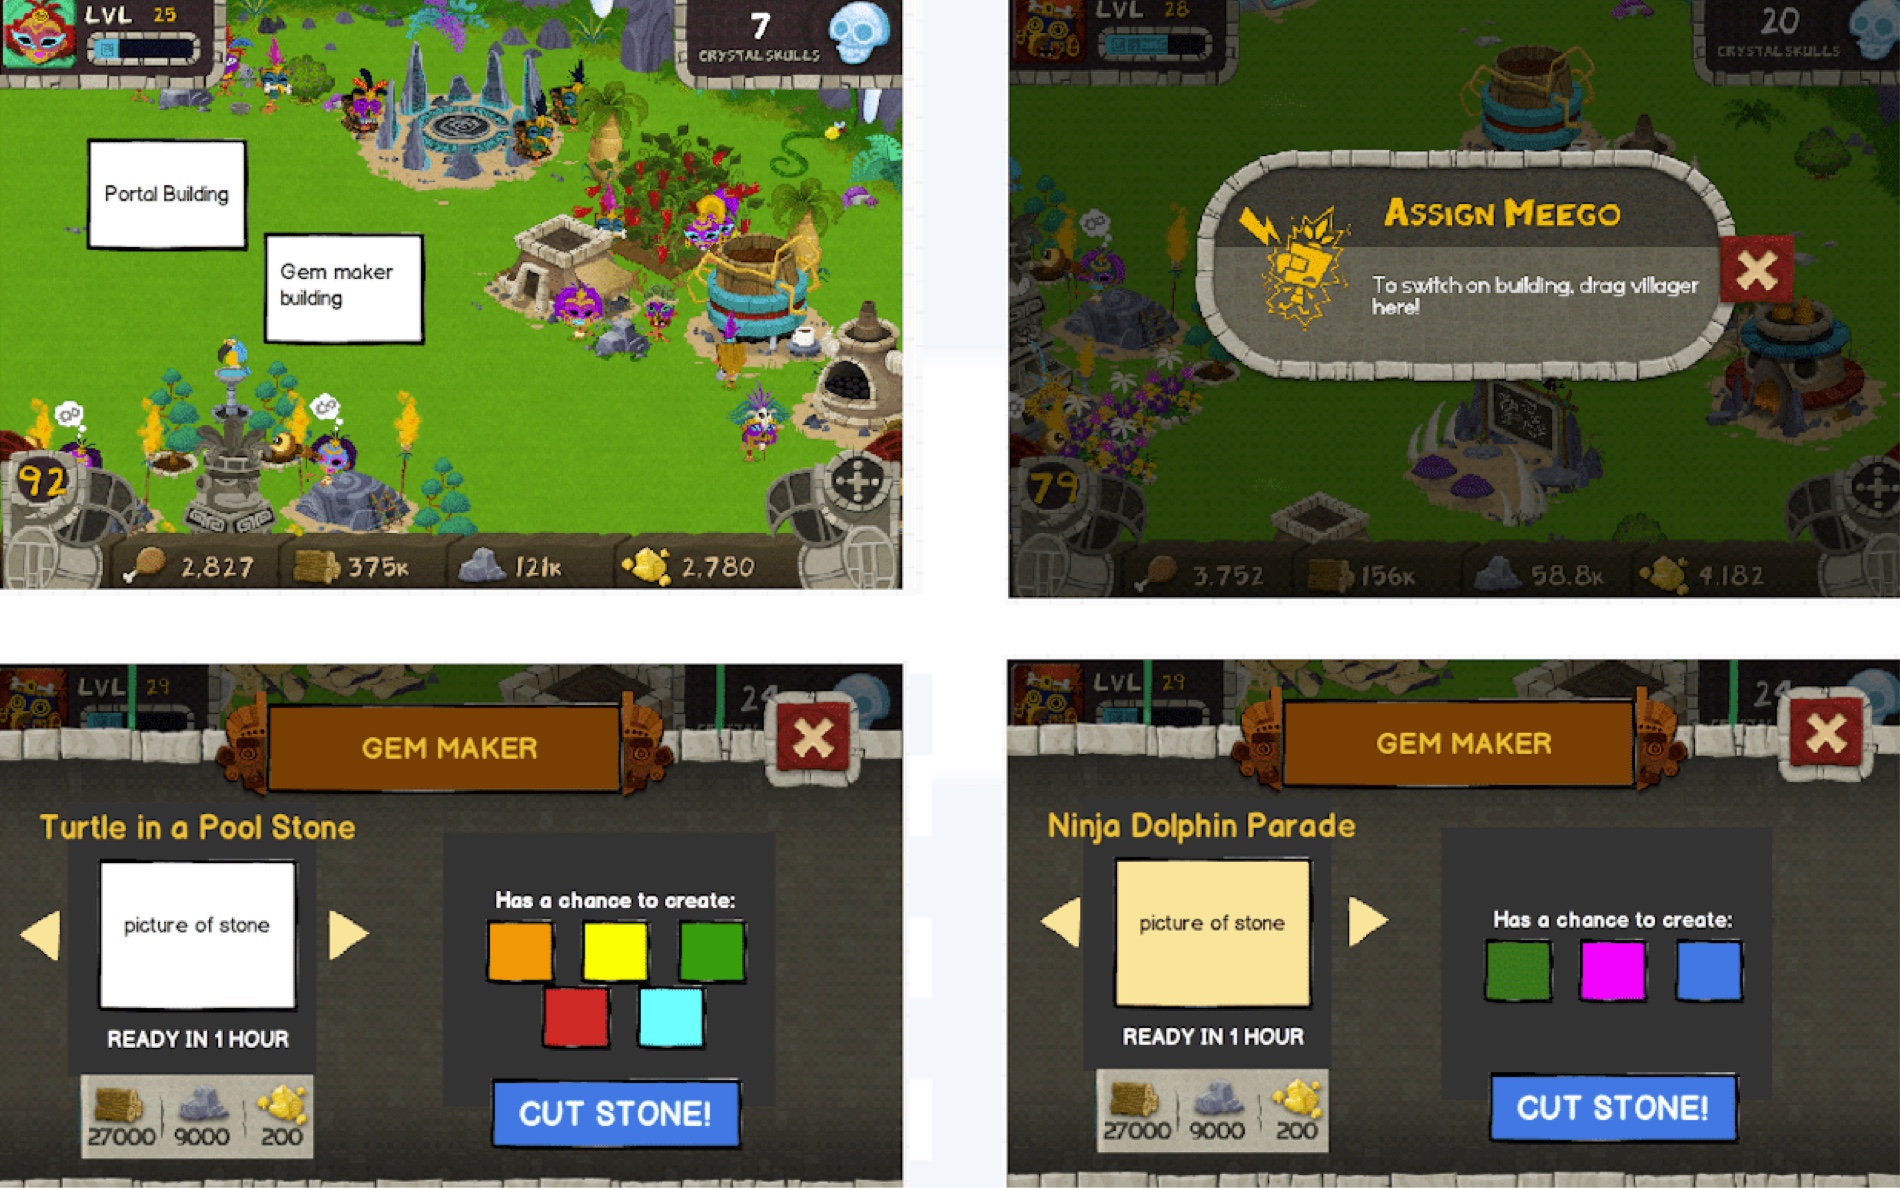 LVL 25
7
CRYSTAL SKULLS
Portal Building
Gem maker
building
92
2,827
375K
121K
2,780
LVL 28
20
CRYSTAL SKULLS
ASSIGN MEEGO
To switch on building, drag villager
here!
79
3,752
156K
58.8K
4,182
LVL 29
24
GEM MAKER
Turtle in a Pool Stone
picture of stone
Has a chance to create:
READY IN 1 HOUR
27000 9000 200
CUT STONE!
LVL 29
24
GEM MAKER
Ninja Dolphin Parade
picture of stone
Has a chance to create:
READY IN 1 HOUR
27000 9000 200
CUT STONE!